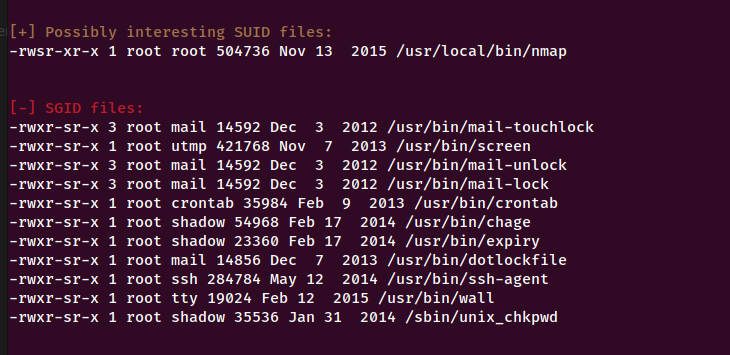 [+] Possibly interesting SUID files:
-rwsr-xr-x 1 root root 504736 Nov 13  2015 /usr/local/bin/nmap
[-] SGID files:
-rwxr-sr-x 3 root mail 14592 Dec  3  2012 /usr/bin/mail-touchlock
-rwxr-sr-x 1 root utmp 421768 Nov  7  2013 /usr/bin/screen
-rwxr-sr-x 3 root mail 14592 Dec  3  2012 /usr/bin/mail-unlock
-rwxr-sr-x 3 root mail 14592 Dec  3  2012 /usr/bin/mail-lock
-rwxr-sr-x 1 root crontab 35984 Feb  9  2013 /usr/bin/crontab
-rwxr-sr-x 1 root shadow 54968 Feb 17  2014 /usr/bin/chage
-rwxr-sr-x 1 root shadow 23360 Feb 17  2014 /usr/bin/expiry
-rwxr-sr-x 1 root mail 14856 Dec  7  2013 /usr/bin/dotlockfile
-rwxr-sr-x 1 root ssh 284784 May 12  2014 /usr/bin/ssh-agent
-rwxr-sr-x 1 root tty 19024 Feb 12  2015 /usr/bin/wall
-rwxr-sr-x 1 root shadow 35536 Jan 31  2014 /sbin/unix_chkpwd